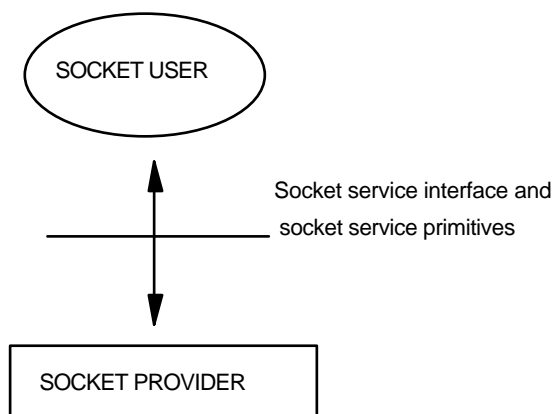 SOCKET USER
Socket service interface and
socket service primitives
SOCKET PROVIDER